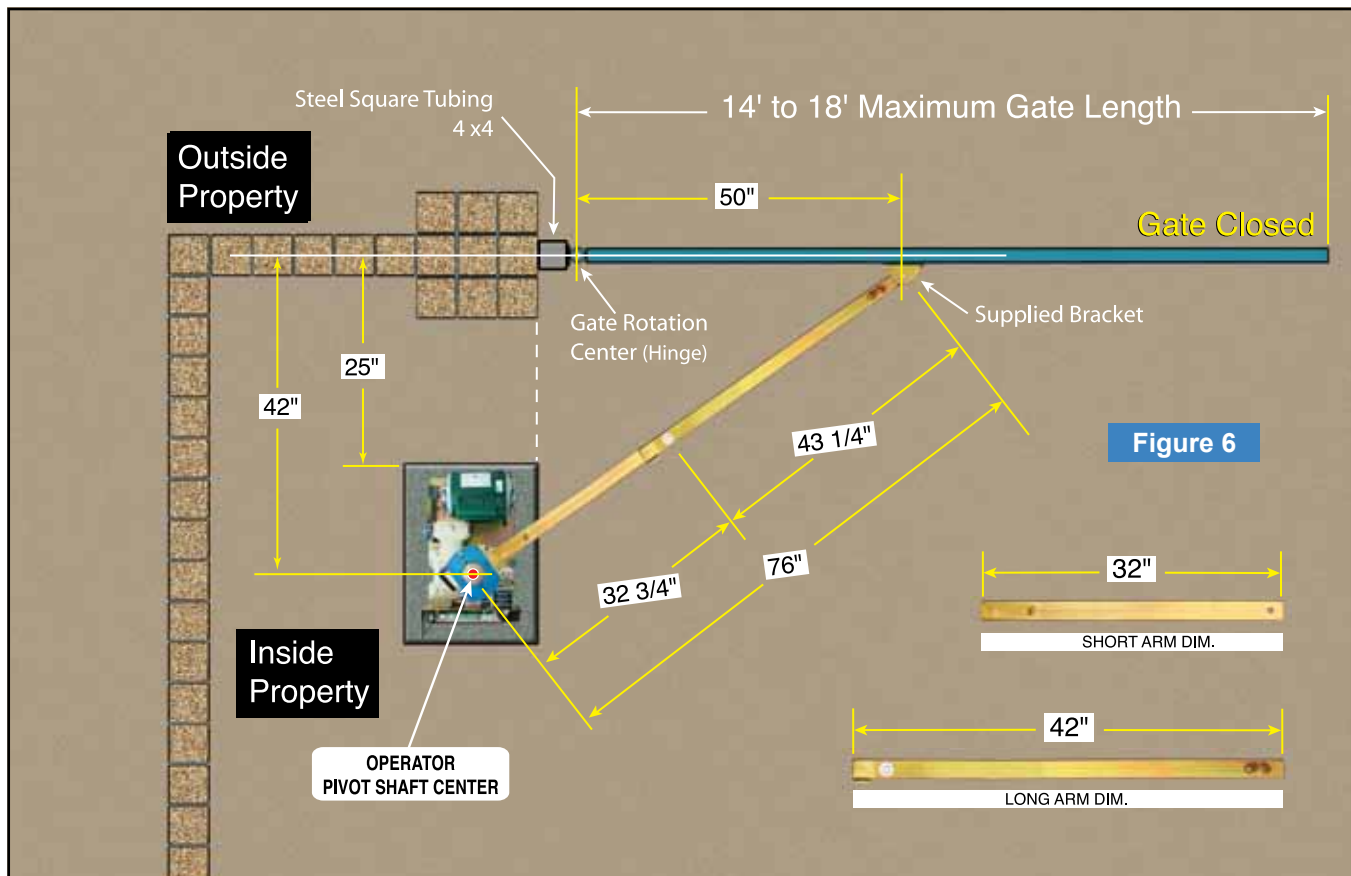 Steel Square Tubing
4 x4
14' to 18' Maximum Gate Length
Outside
Property
50"
Gate Closed
Gate Rotation
Center (Hinge)
Supplied Bracket
25"
42"
43 1/4"
Figure 6
76"
32 3/4"
32"
SHORT ARM DIM.
Inside
Property
42"
OPERATOR
PIVOT SHAFT CENTER
LONG ARM DIM.